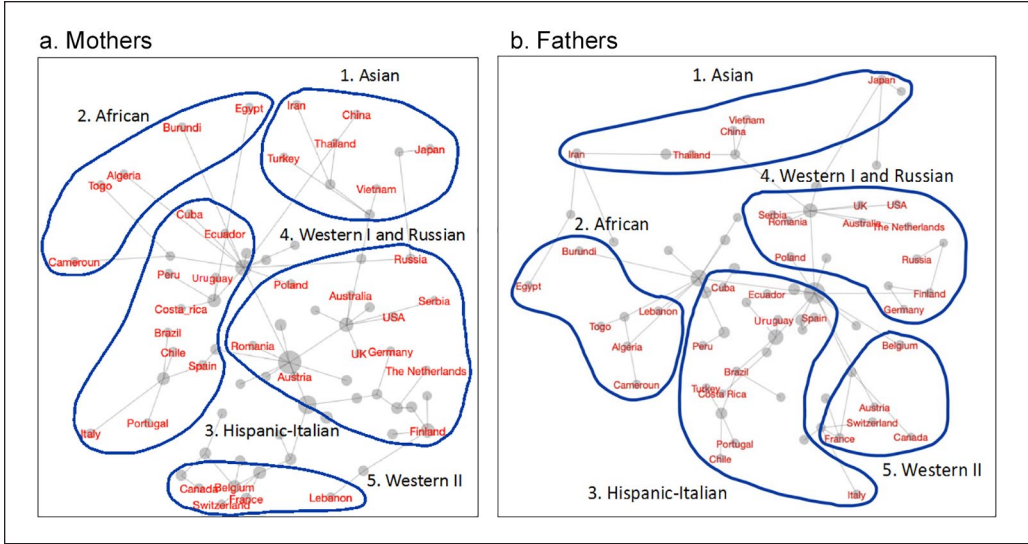 a. Mothers
1. Asian
2. African
Egypt
Iran
China
Burundi
Thailand
Japan
Turkey
Algeria
Togo
Vietnam
Cuba
Ecuador
4. Western I and Russian
Cameroun
Russia
Peru
Uruguay
Poland
Australia
Serbia
Costa_rica
USA
Brazil
Romania
Chile
UK
Germany
Spain
The Netherlands
Austria
Portugal
Italy
3. Hispanic-Italian
Finland
5. Western II
Canada
Belgium
France
Switzerland
Lebanon
b. Fathers
1. Asian
Japan
Vietnam
China
Iran
Thailand
4. Western I and Russian
UK
USA
Serbia
Romania
Australia
The Netherlands
2. African
Burundi
Poland
Russia
Egypt
Cuba
Ecuador
Finland
Lebanon
Germany
Togo
Uruguay
Spain
Algeria
Peru
Belgium
Cameroun
Brazil
Turkey
Costa Rica
Austria
Switzerland
Portugal
France
Canada
Chile
5. Western II
3. Hispanic-Italian
Italy